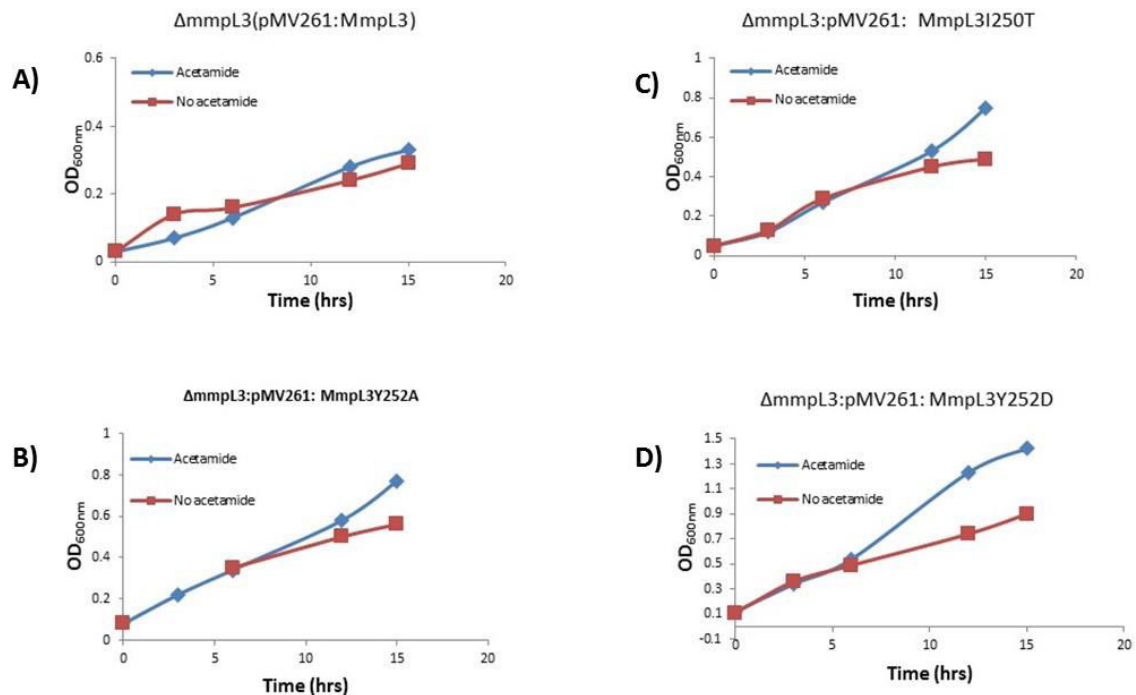 ΔmmpL3(pMV261:MmpL3)
A)
0.6
0.4
0.2
0
OD600nm
Acetamide
No acetamide
0 5 10 15 20
Time (hrs)
ΔmmpL3:pMV261: MmpL3I250T
C)
1
0.8
0.6
0.4
0.2
0
OD600nm
Acetamide
No acetamide
0 5 10 15 20
Time (hrs)
ΔmmpL3:pMV261: MmpL3Y252A
B)
1
0.8
0.6
0.4
0.2
0
OD600nm
Acetamide
No acetamide
0 5 10 15 20
Time (hrs)
ΔmmpL3:pMV261: MmpL3Y252D
D)
1.5
1.3
1.1
0.9
0.7
0.5
0.3
0.1
-0.1
OD600nm
Acetamide
No acetamide
0 5 10 15 20
Time (hrs)